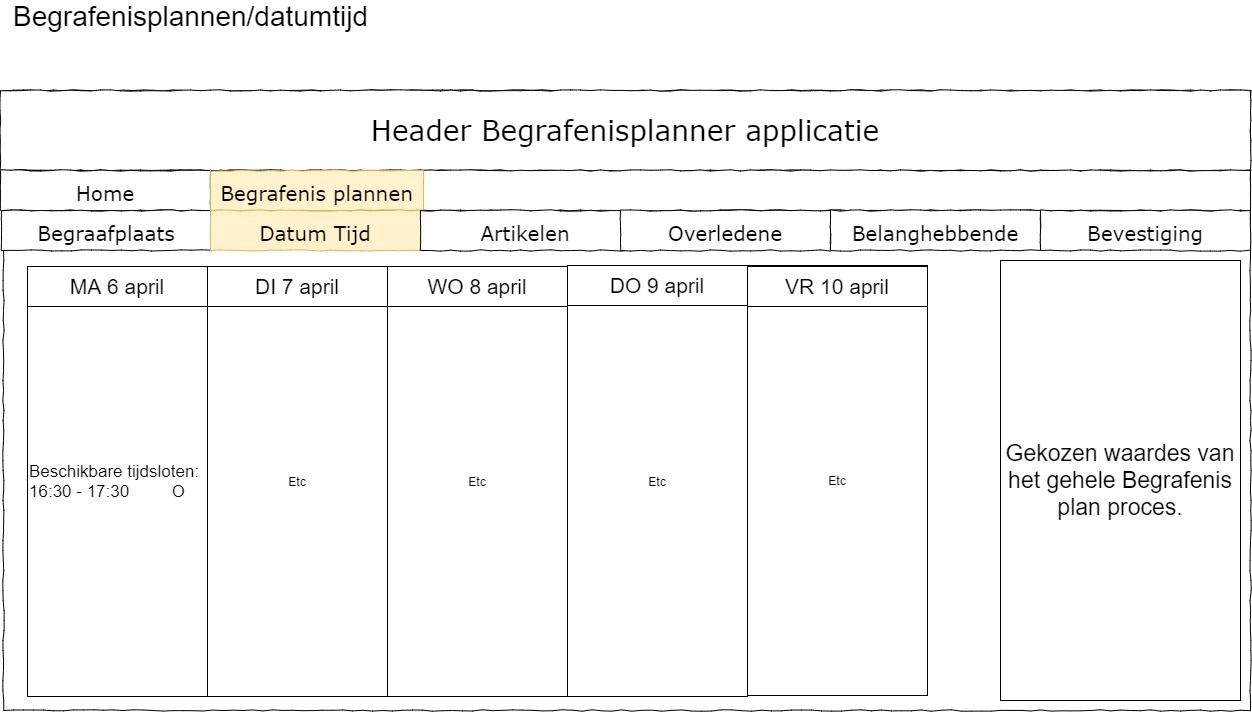 Begrafenisplannen/datumtijd
Header Begrafenisplanner applicatie
Home Begrafenis plannen
Begraafplaats Datum Tijd Artikelen Overledene Belanghebbende Bevestiging
MA 6 april DI 7 april WO 8 april DO 9 april VR 10 april
Beschikbare tijdsloten:
16:30 - 17:30 O
Etc Etc Etc Etc
Gekozen waardes van
het gehele Begrafenis
plan proces.